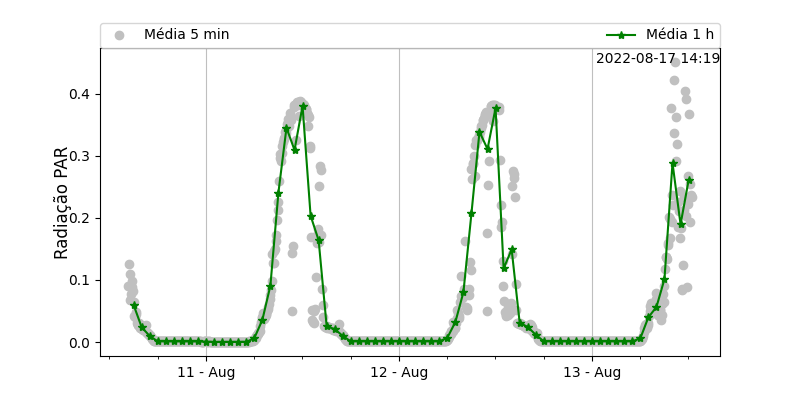 Média 5 min
Média 1 h
2022-08-17 14:19
Radiação PAR
0.4
0.3
0.2
0.1
0.0
11 - Aug
12 - Aug
13 - Aug